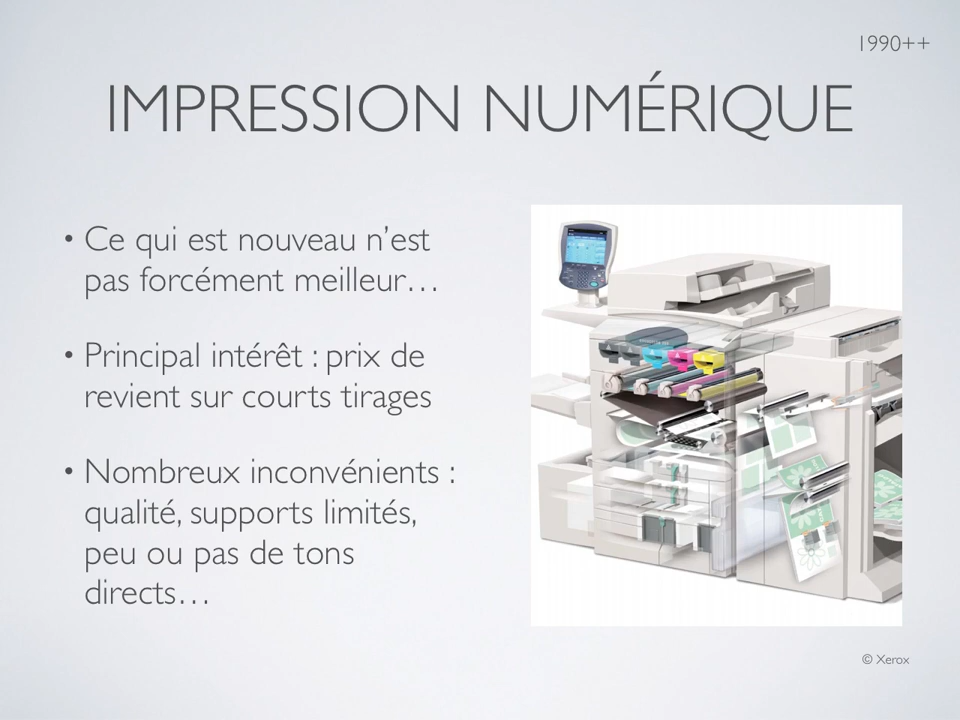 1990++
IMPRESSION NUMÉRIQUE
• Ce qui est nouveau n’est
pas forcément meilleur…
• Principal intérêt : prix de
revient sur courts tirages
• Nombreux inconvénients :
qualité, supports limités,
peu ou pas de tons
directs…
© Xerox